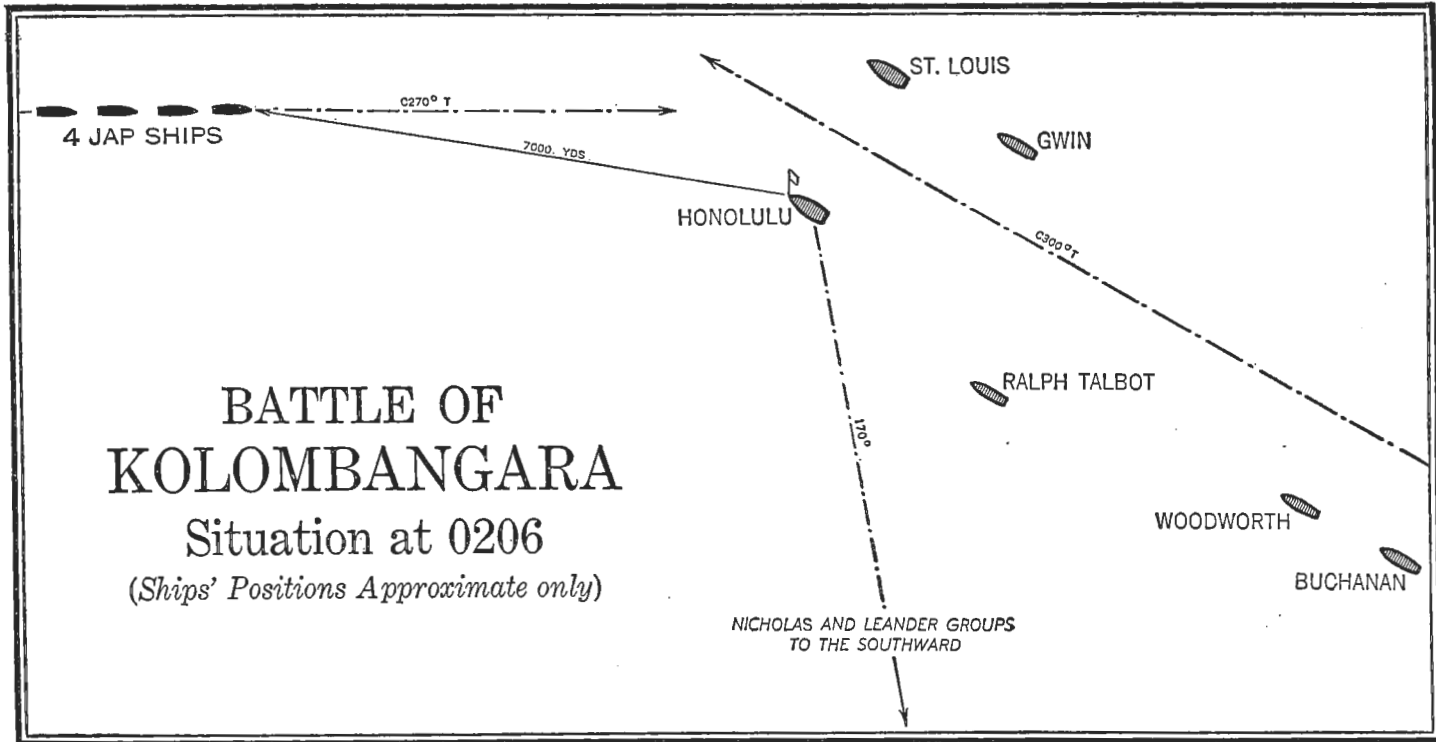 ST. LOUIS
C270° T
4 JAP SHIPS
GWIN
7000. YDS.
HONOLULU
C300°T
RALPH TALBOT
170°
BATTLE OF
KOLOMBANGARA
Situation at 0206
(Ships' Positions Approximate only)
WOODWORTH
BUCHANAN
NICHOLAS AND LEANDER GROUPS
TO THE SOUTHWARD